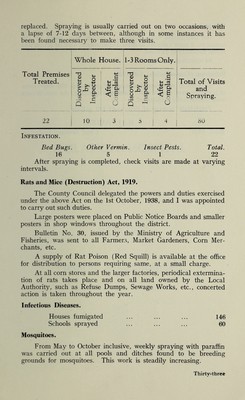 replaced. Spraying is usually carried out on two occasions, with
a lapse of 7-12 days between, although in some instances it has
been found necessary to make three visits.
Total Premises Treated.
Whole House.
1-3 Rooms Only.
Discovered by Inspector
After Complaint
Discovered by Inspector
After Complaint
Total of Visits and Spraying.
22 10 3 5 4 80
INFESTATION.
Bed Bugs. Other Vermin. Insect Pests. Total.
16 5 1 22
After spraying is completed, check visits are made at varying
intervals.
Rats and Mice (Destruction) Act, 1919.
The County Council delegated the powers and duties exercised
under the above Act on the 1st October, 1938, and I was appointed
to carry out such duties.
Large posters were placed on Public Notice Boards and smaller
posters in shop windows throughout the district.
Bulletin No. 30, issued by the Ministry of Agriculture and
Fisheries, was sent to all Farmers, Market Gardeners, Corn Mer-
chants, etc.
A supply of Rat Poison (Red Squill) is available at the office
for distribution to persons requiring same, at a small charge.
At all corn stores and the larger factories, periodical extermina-
tion of rats takes place and on all land owned by the Local
Authority, such as Refuse Dumps, Sewage Works, etc., concerted
action is taken throughout the year.
Infectious Diseases.
Houses fumigated ... ... ... 146
Schools sprayed ... ... ... 60
Mosquitoes.
From May to October inclusive, weekly spraying with paraffin
was carried out at all pools and ditches found to be breeding
grounds for mosquitoes. This work is steadily increasing.
Thirty-three